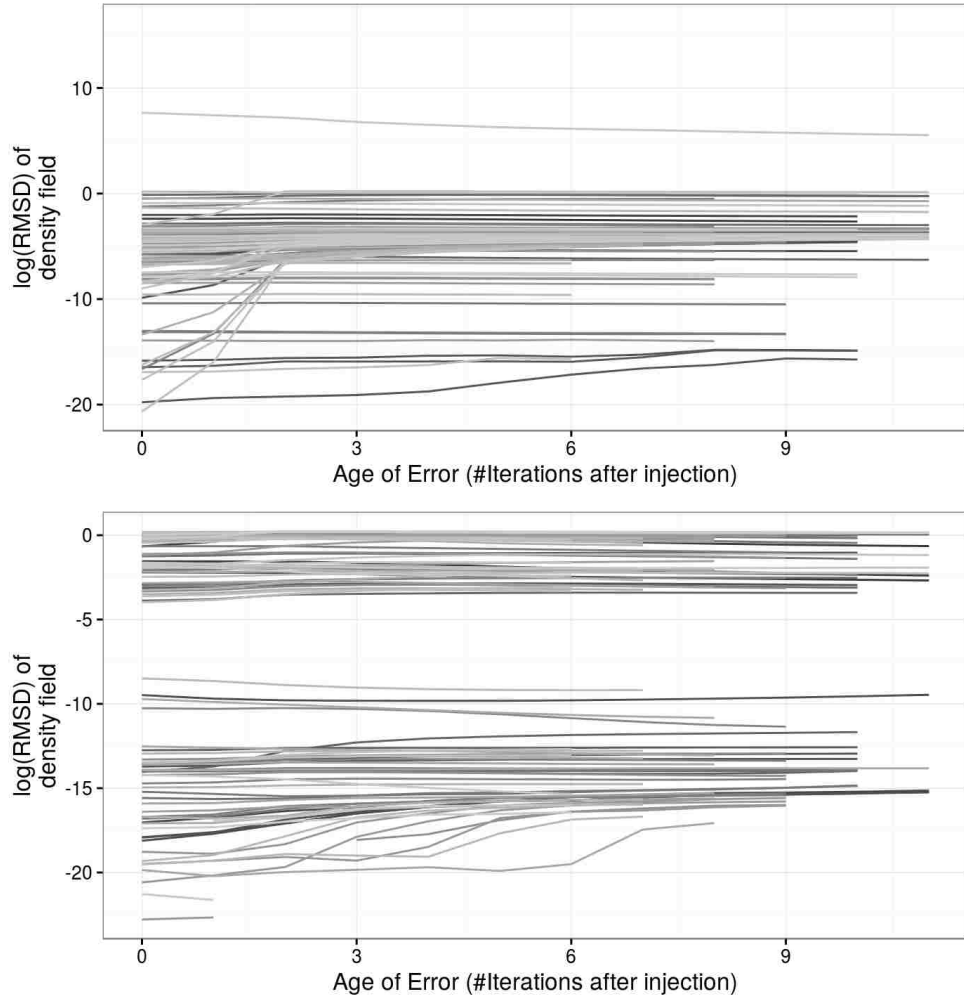 log(RMSD) of
density field
10
0
-10
-20
0 3 6 9
Age of Error (#Iterations after injection)
log(RMSD) of
density field
0
-5
-10
-15
-20
0 3 6 9
Age of Error (#Iterations after injection)